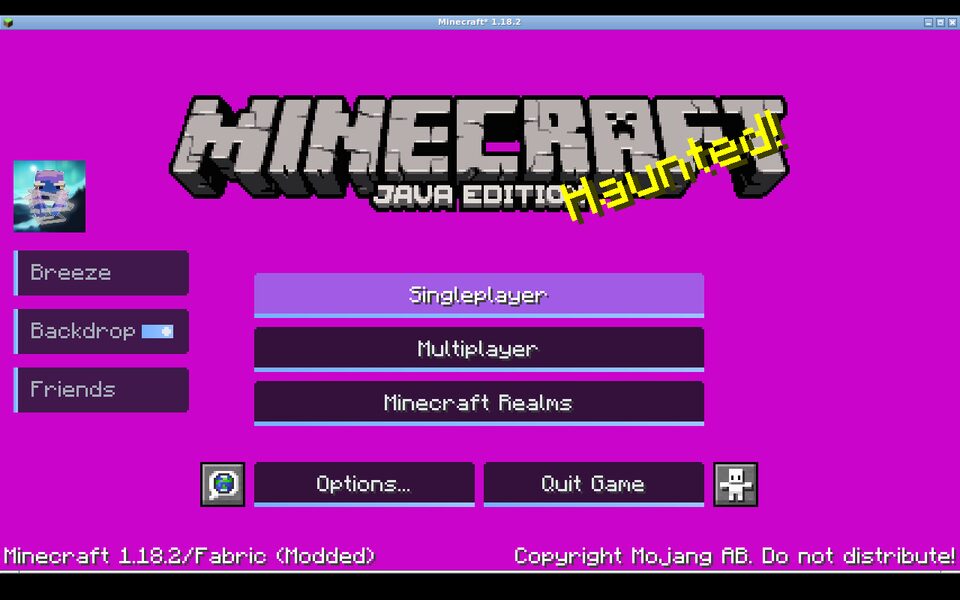 Minecraft* 1.18.2
MINECRAFT
JAVA EDITION
Haunted!
Breeze
Backdrop
Friends
Singleplayer
Multiplayer
Minecraft Realms
Options...
Quit Game
Minecraft 1.18.2/Fabric (Modded)
Copyright Mojang AB. Do not distribute!